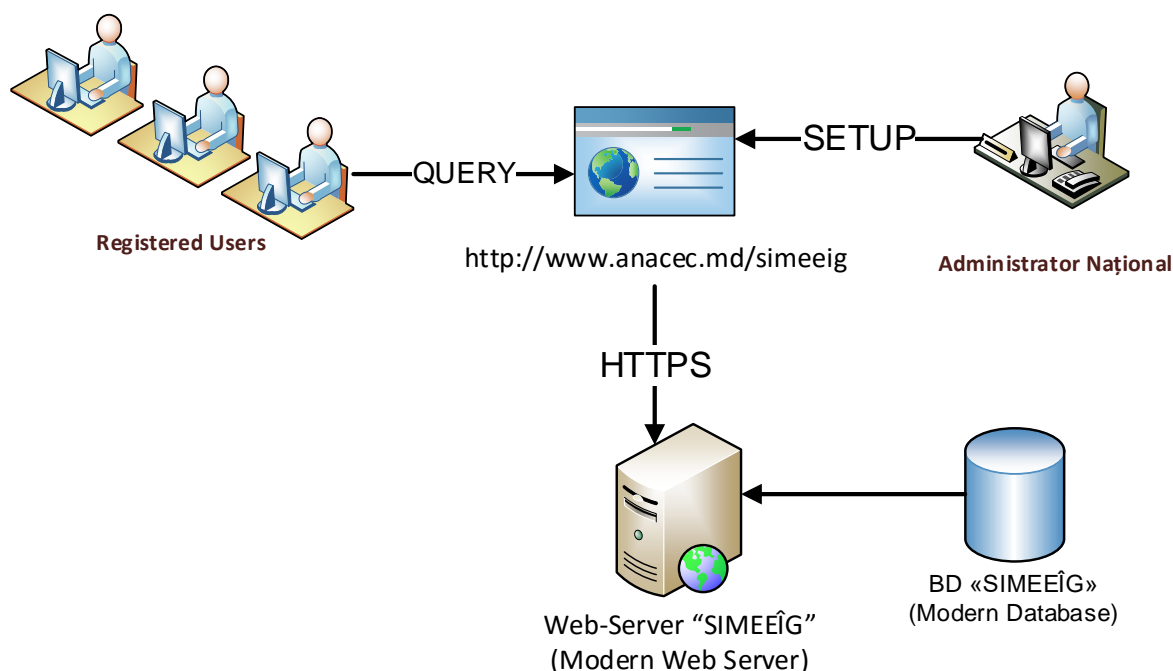 QUERY
SETUP
Registered Users
http://www.anacec.md/simeeig
Administrator Național
HTTPS
BD «SIMEEÎG»
(Modern Database)
Web-Server “SIMEEÎG”
(Modern Web Server)